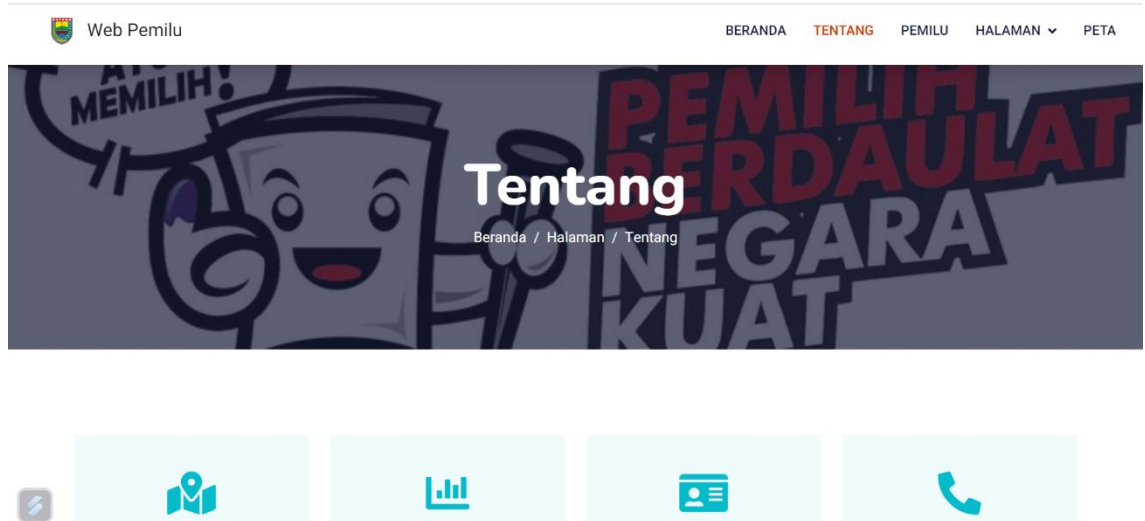 Web Pemilu
BERANDA TENTANG PEMILU HALAMAN PETA
MEMILIH!
PEMILIH
BERDAULAT
NEGARA
KUAT
Tentang
Beranda / Halaman / Tentang